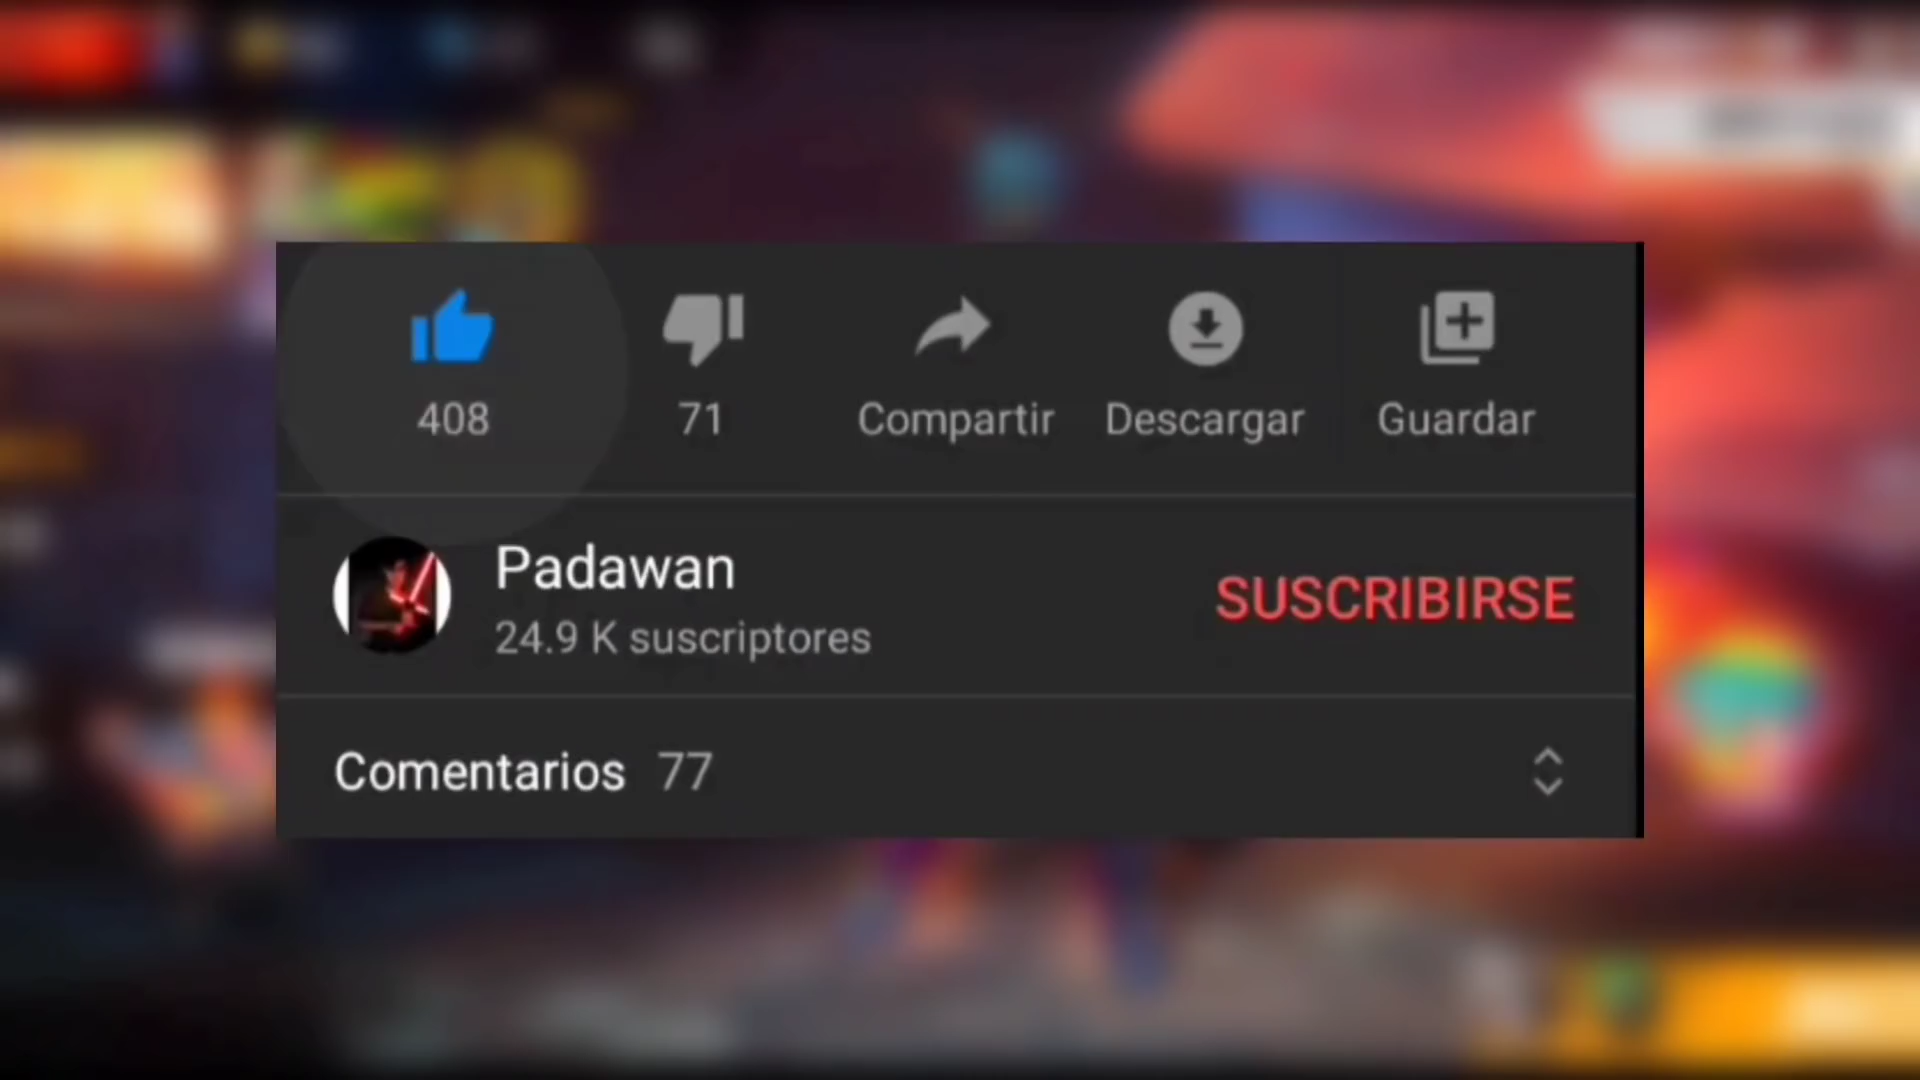 408 71 Compartir Descargar Guardar
Padawan
24.9 K suscriptores
SUSCRIBIRSE
Comentarios 77